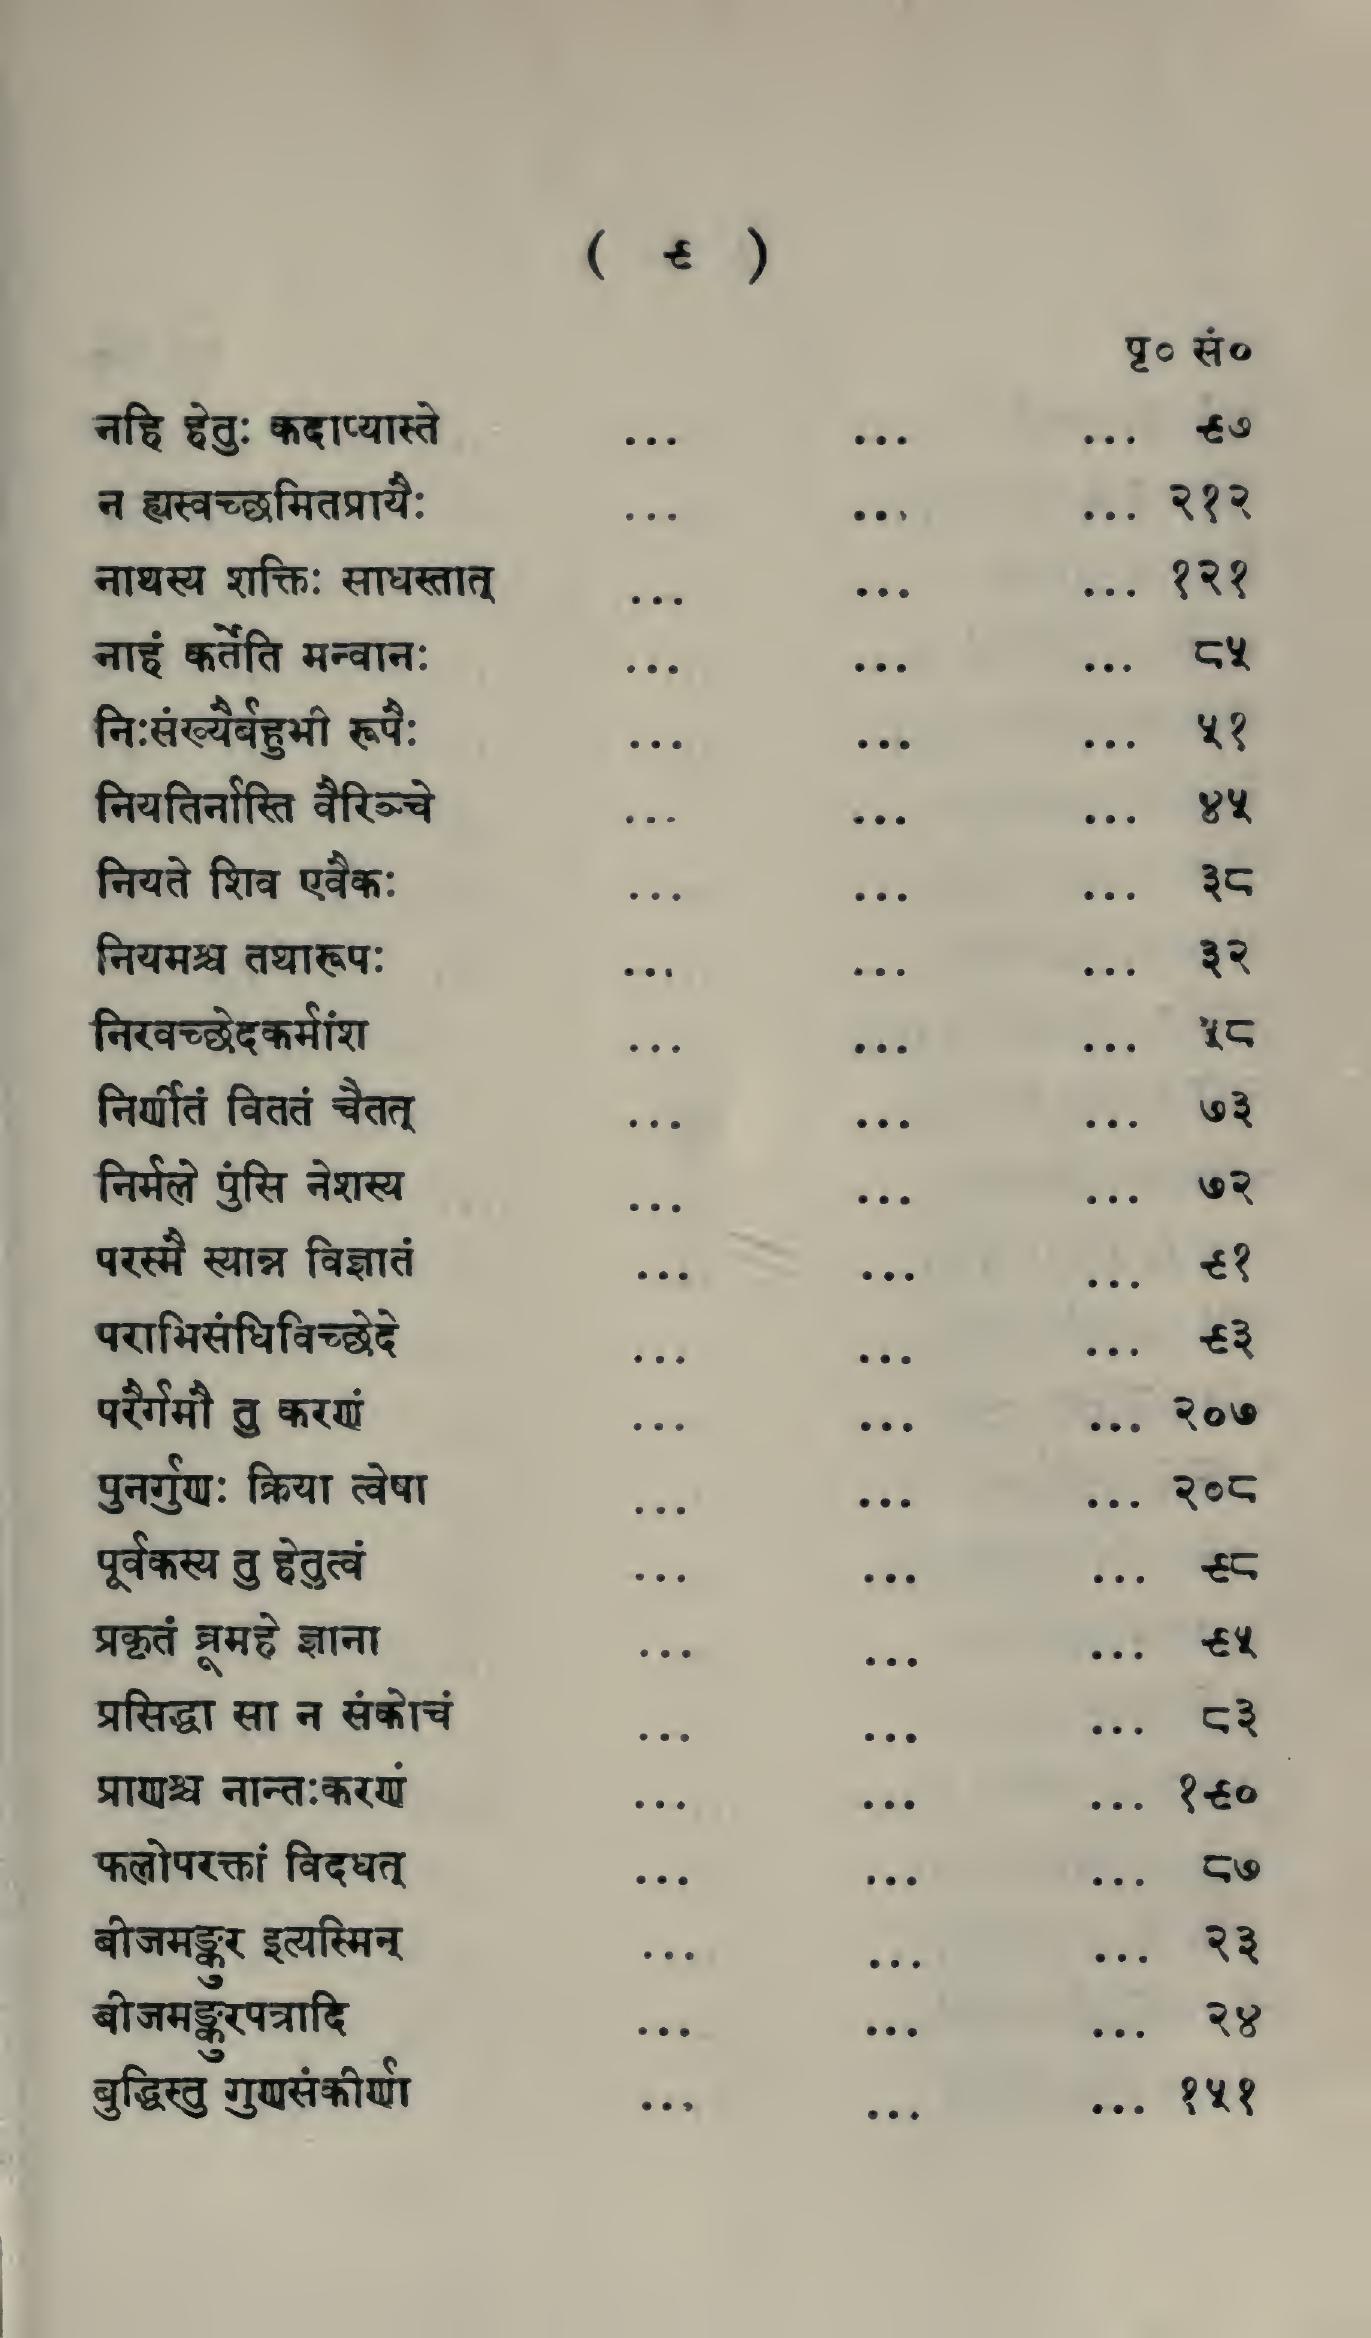 ( ९ )
पृ० सं०
नहि हेतुः कदाप्यास्ते ... ... ... ९७
न ह्यस्वच्छमितप्रायैः ... ... ... २१२
नाथस्य शक्तिः साधस्तात् ... ... ... १२१
नाहं कर्तेति मन्वानः ... ... ... ८५
निःसंख्यैर्बहुभी रूपैः ... ... ... ५१
नियतिर्नास्ति वैरिञ्चे ... ... ... ४५
नियते शिव एवैकः ... ... ... ३८
नियमश्च तथारूपः ... ... ... ३२
निरवच्छेदकर्मांश ... ... ... ५८
निर्णीतं विततं चैतत् ... ... ... ७३
निर्मले पुंसि नेशस्य ... ... ... ७२
परस्मै स्यान्न विज्ञातं ... ... ... ९१
पराभिसंधिविच्छेदे ... ... ... ९३
परैर्गमौ तु करणं ... ... ... २०७
पुनर्गुणः क्रिया त्वेषा ... ... ... २०८
पूर्वकस्य तु हेतुत्वं ... ... ... ९८
प्रकृतं ब्रूमहे ज्ञाना ... ... ... ९५
प्रसिद्धा सा न संकोचं ... ... ... ८३
प्राणश्च नान्तःकरणं ... ... ... १९०
फलोपरक्तां विदधत् ... ... ... ८७
बीजमङ्कुर इत्यस्मिन् ... ... ... २३
बीजमङ्कुरपत्रादि ... ... ... २४
बुद्धिस्तु गुणसंकीर्णा ... ... ... १५१